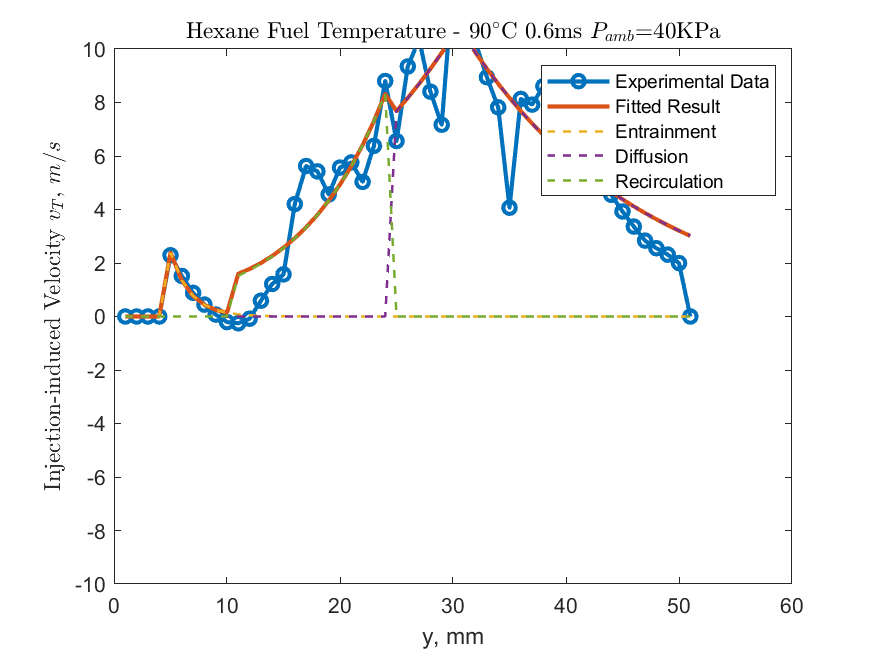 Hexane Fuel Temperature - 90°C 0.6ms P_amb=40KPa
Experimental Data
Fitted Result
Entrainment
Diffusion
Recirculation
10
8
6
4
2
0
-2
-4
-6
-8
-10
Injection-induced Velocity v_T, m/s
0 10 20 30 40 50 60
y, mm